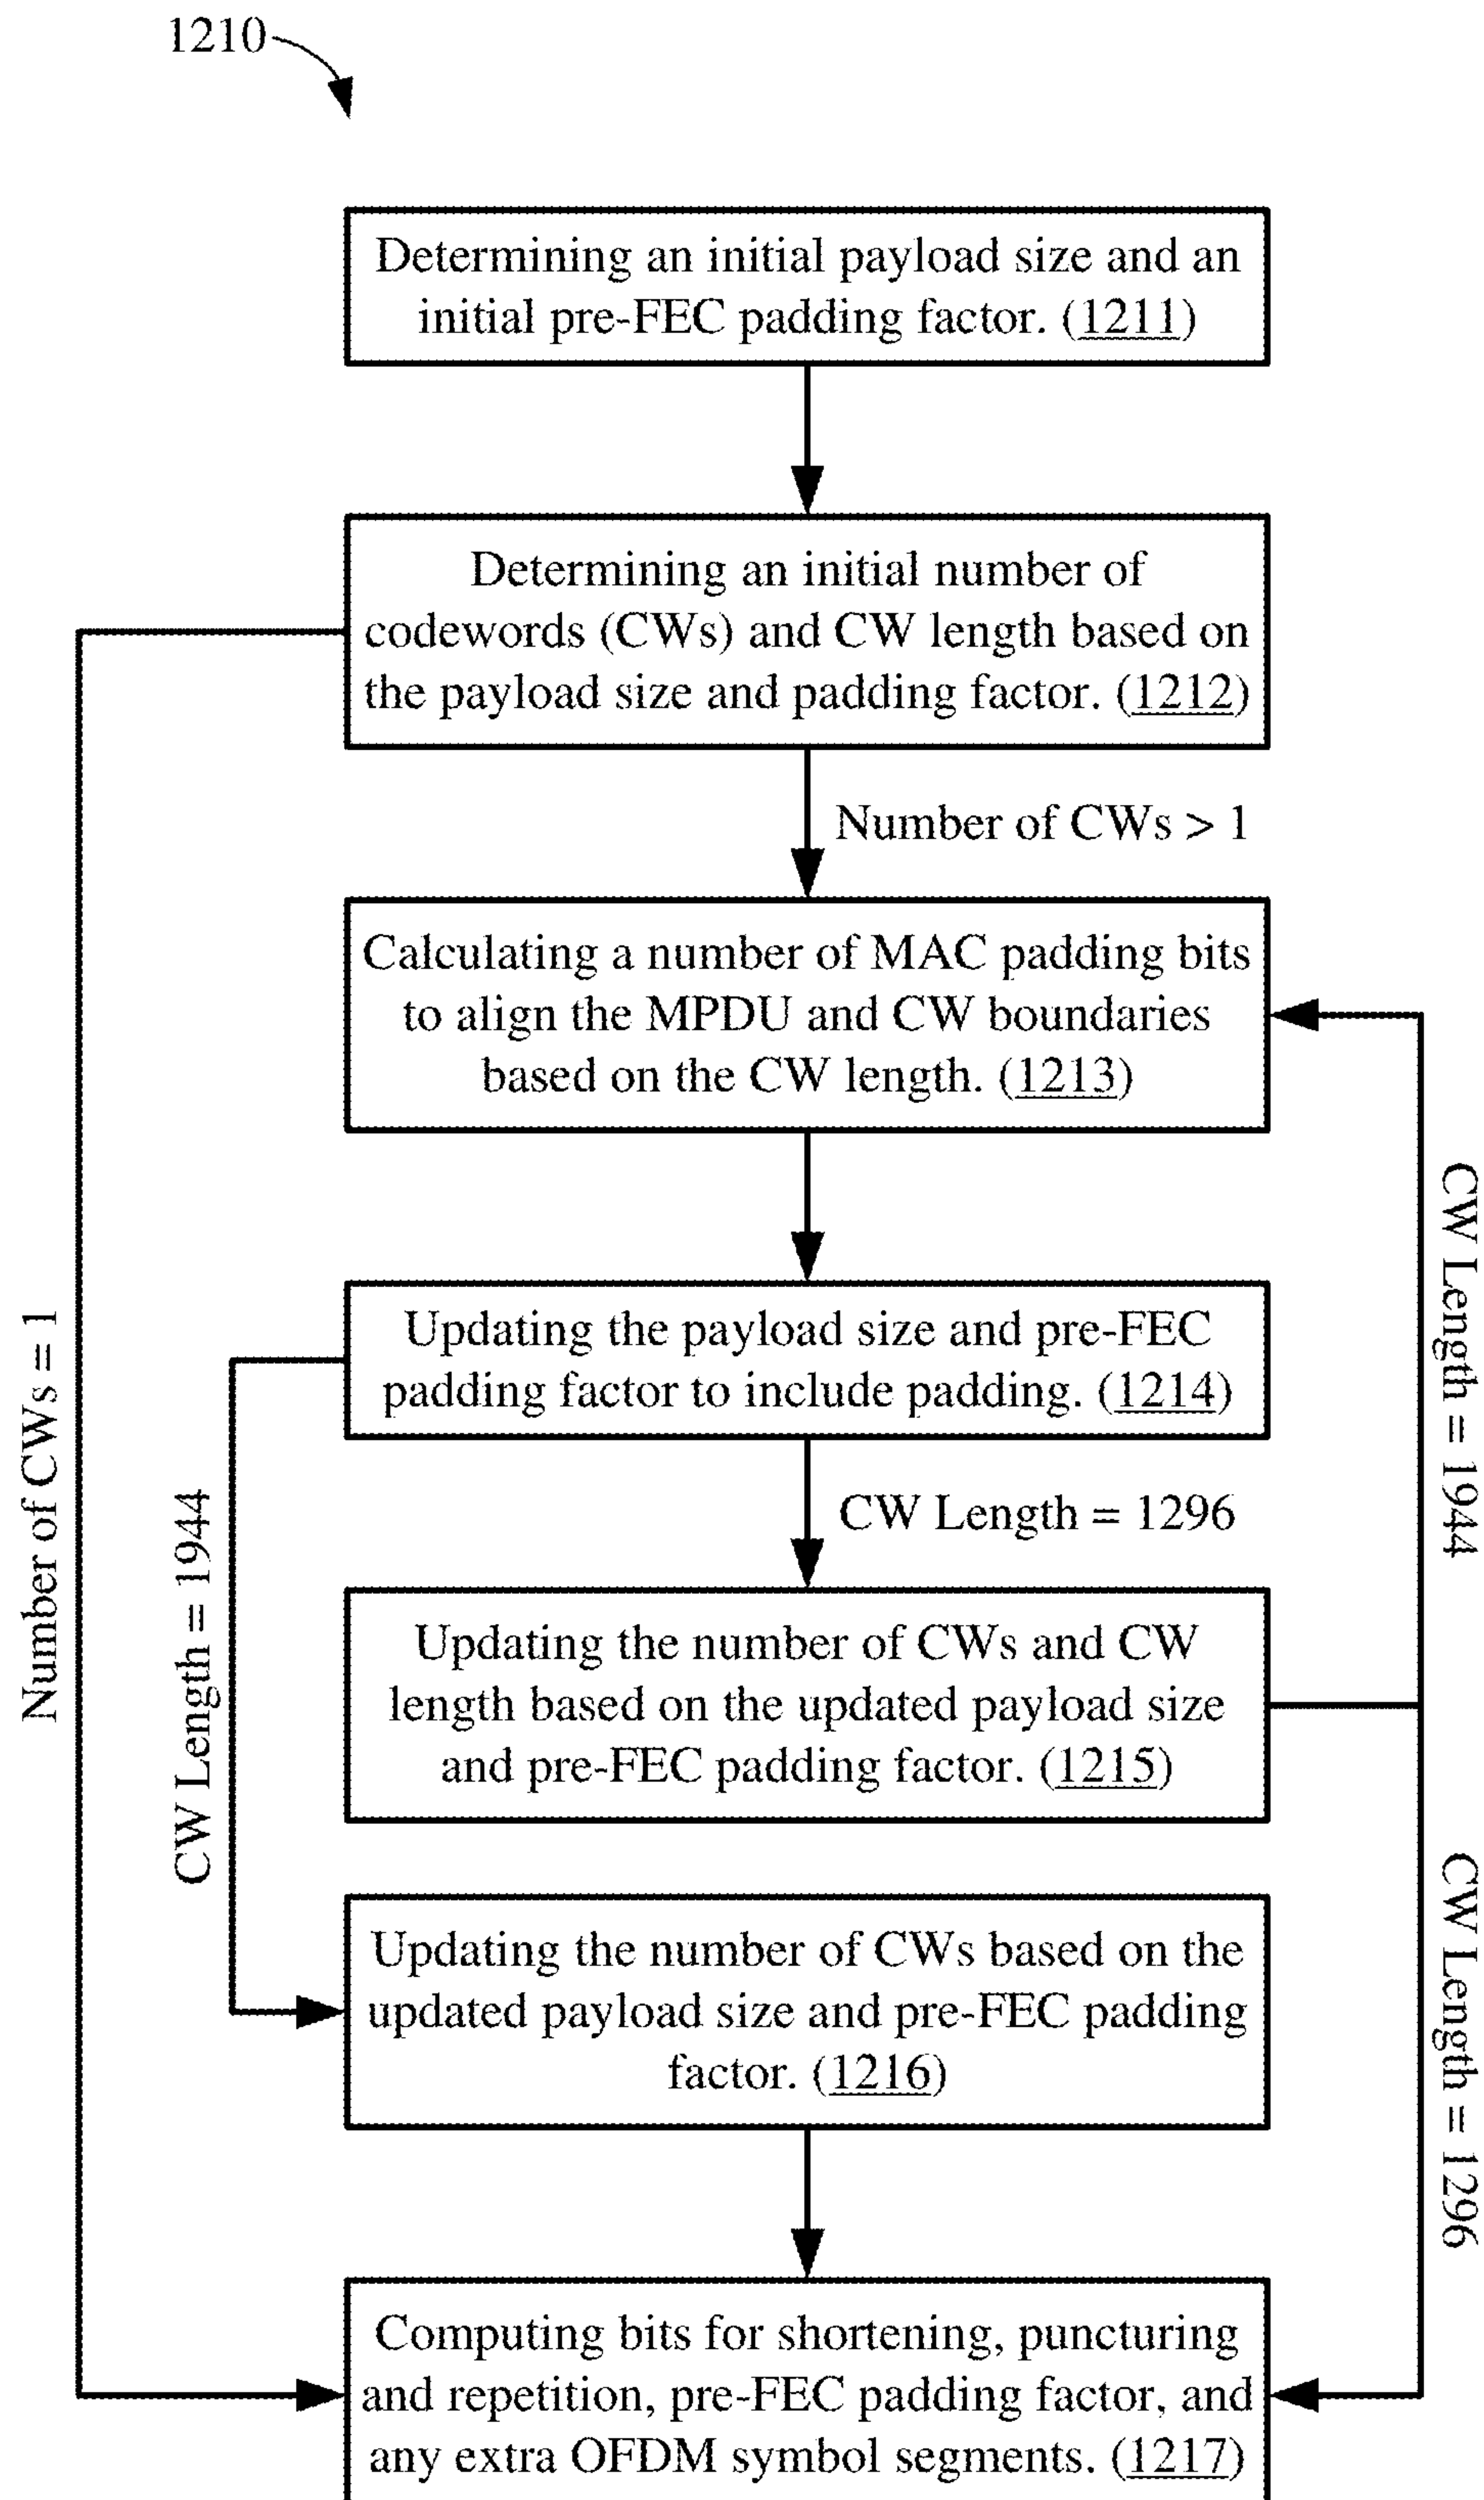 1210
Determining an initial payload size and an
initial pre-FEC padding factor. (1211)
Determining an initial number of
codewords (CWs) and CW length based on
the payload size and padding factor. (1212)
Number of CWs > 1
Calculating a number of MAC padding bits
to align the MPDU and CW boundaries
based on the CW length. (1213)
CW Length = 1944
Updating the payload size and pre-FEC
padding factor to include padding. (1214)
Number of CWs = 1
CW Length = 1944
CW Length = 1296
Updating the number of CWs and CW
length based on the updated payload size
and pre-FEC padding factor. (1215)
CW Length = 1296
Updating the number of CWs based on the
updated payload size and pre-FEC padding
factor. (1216)
Computing bits for shortening, puncturing
and repetition, pre-FEC padding factor, and
any extra OFDM symbol segments. (1217)